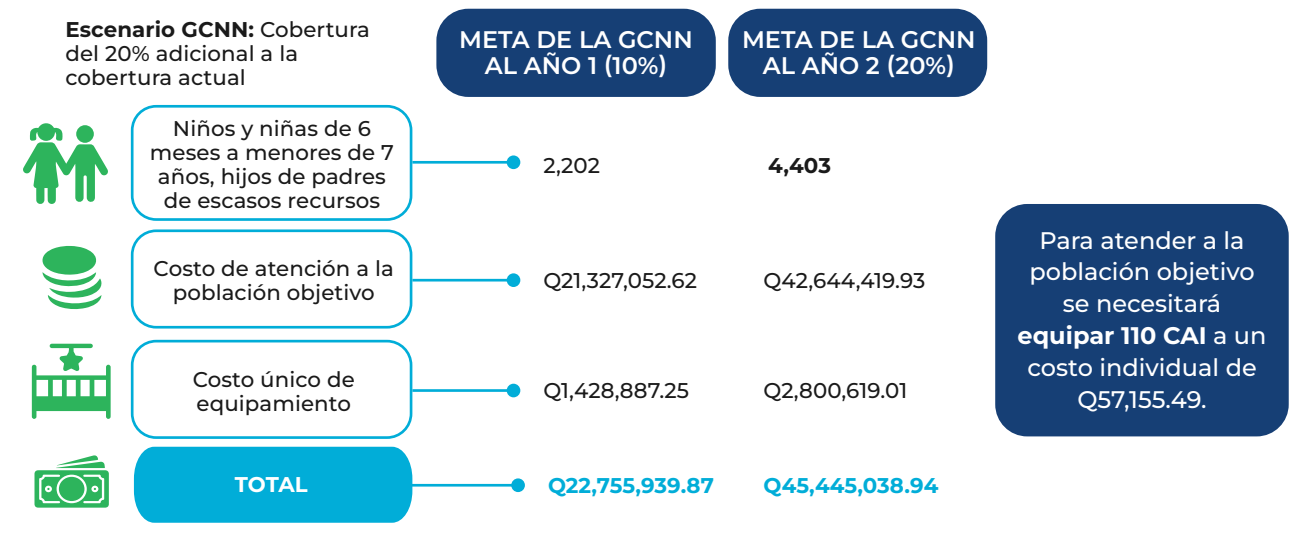 Escenario GCNN: Cobertura
del 20% adicional a la
cobertura actual
META DE LA GCNN
AL AÑO 1 (10%)
META DE LA GCNN
AL AÑO 2 (20%)
Niños y niñas de 6
meses a menores de 7
años, hijos de padres
de escasos recursos
2,202
4,403
Costo de atención a la
población objetivo
Q21,327,052.62
Q42,644,419.93
Costo único de
equipamiento
Q1,428,887.25
Q2,800,619.01
TOTAL
Q22,755,939.87
Q45,445,038.94
Para atender a la
población objetivo
se necesitará
equipar 110 CAI a un
costo individual de
Q57,155.49.